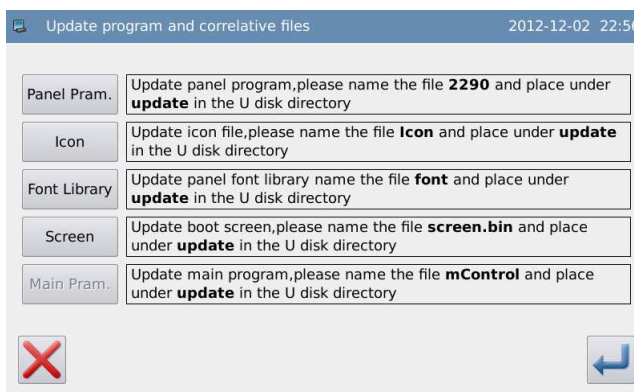 Update program and correlative files 2012-12-02 22:56
Panel Pram.
Update panel program,please name the file 2290 and place under
update in the U disk directory
Icon
Update icon file,please name the file Icon and place under update
in the U disk directory
Font Library
Update panel font library name the file font and place under
update in the U disk directory
Screen
Update boot screen,please name the file screen.bin and place
under update in the U disk directory
Main Pram.
Update main program,please name the file mControl and place
under update in the U disk directory